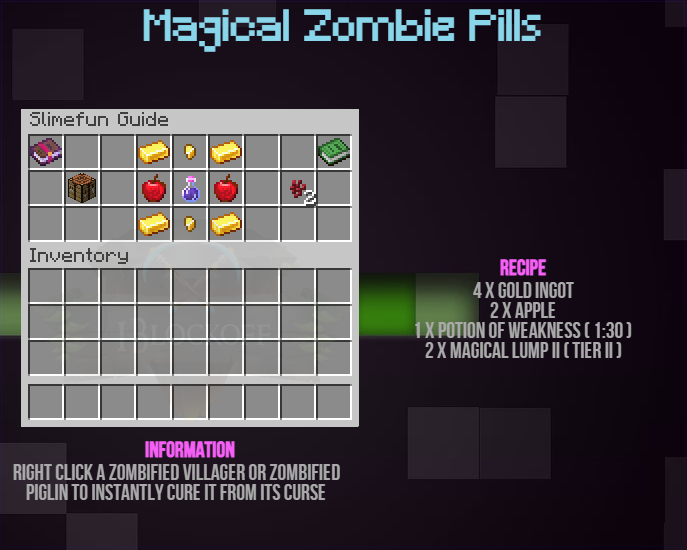 Magical Zombie Pills
Slimefun Guide
2
Inventory
BLOCKOFF
RECIPE
4 X GOLD INGOT
2 X APPLE
1 X POTION OF WEAKNESS ( 1:30 )
2 X MAGICAL LUMP II ( TIER II )
INFORMATION
RIGHT CLICK A ZOMBIFIED VILLAGER OR ZOMBIFIED
PIGLIN TO INSTANTLY CURE IT FROM ITS CURSE